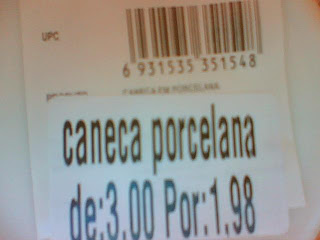 UPC
6 931535 351548
CANECA EM PORCELANA
caneca porcelana
de:3,00 Por:1,98